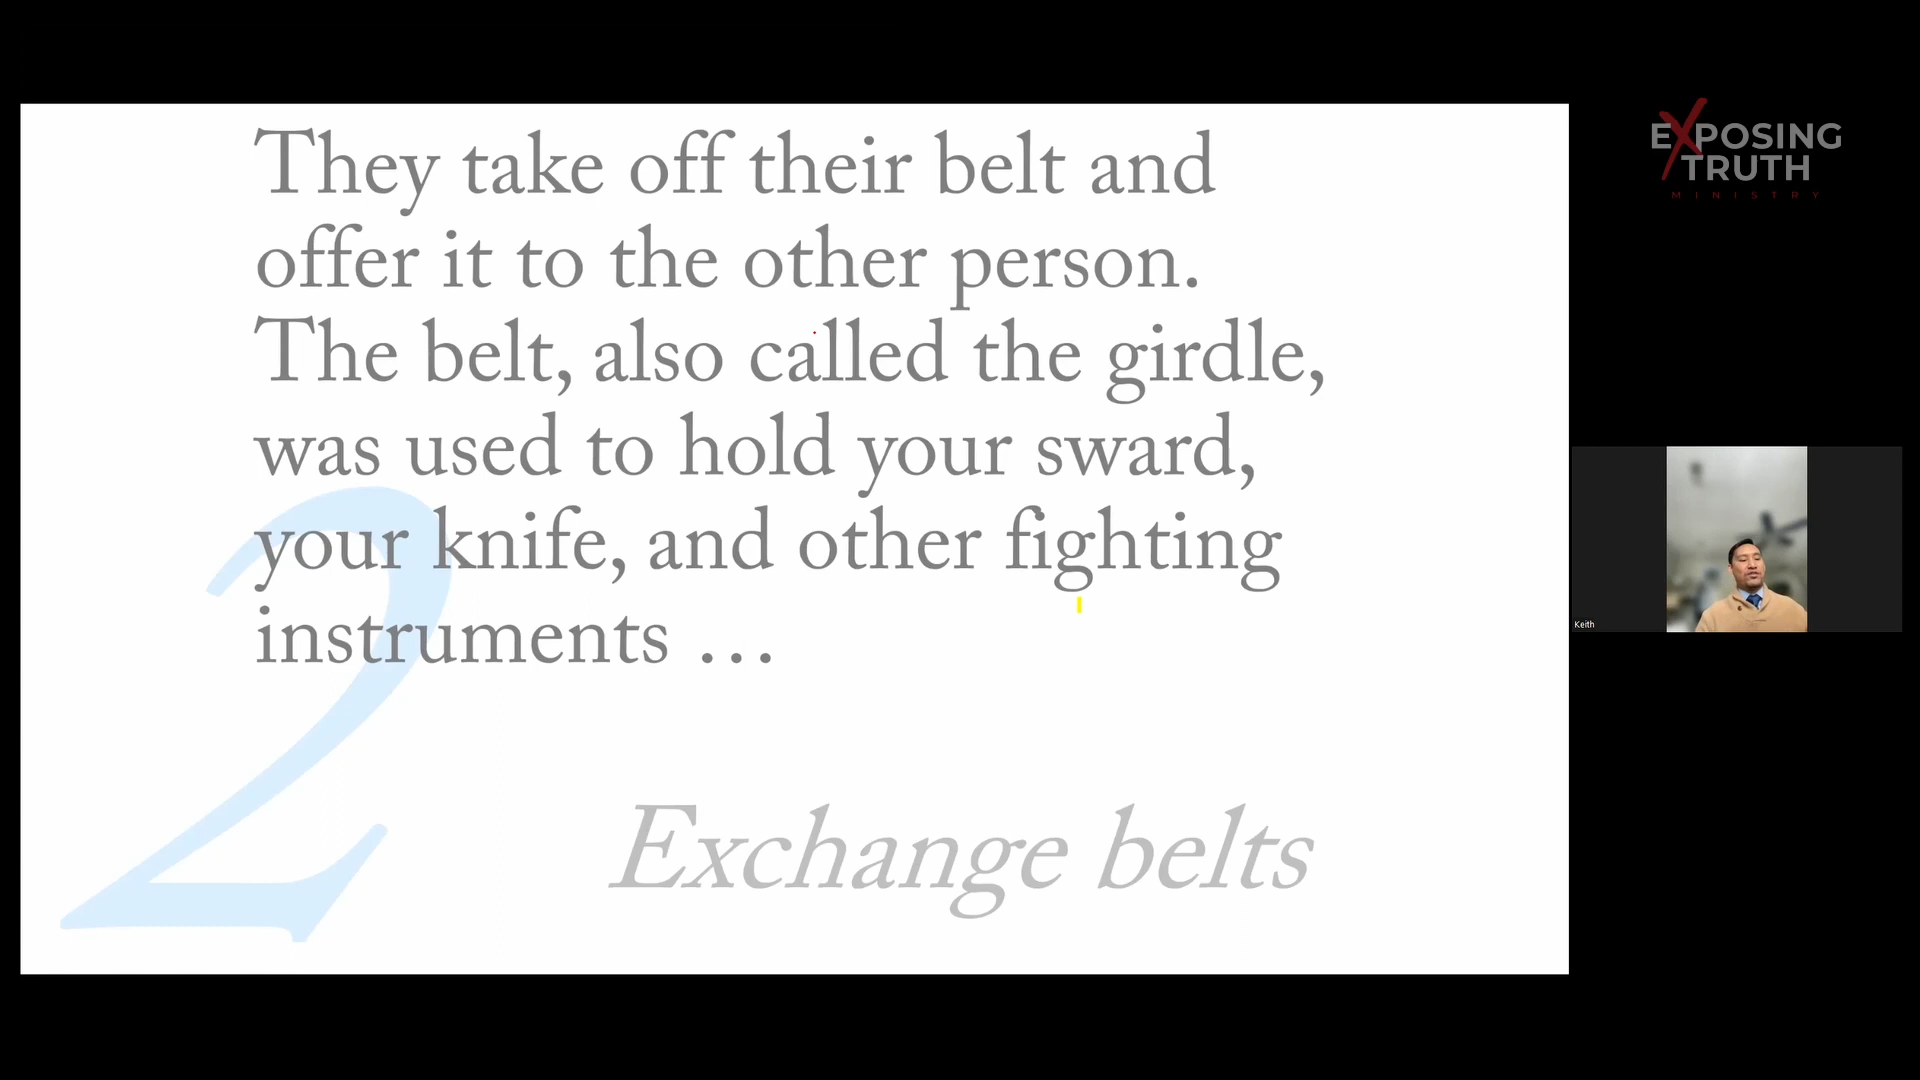 They take off their belt and
offer it to the other person.
The belt, also called the girdle,
was used to hold your sward,
your knife, and other fighting
instruments …
2
Exchange belts
EXPOSING
TRUTH
MINISTRY
Keith